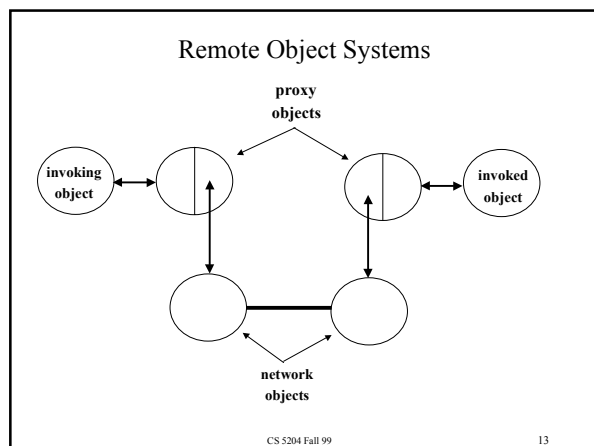 Remote Object Systems
proxy
objects
invoking
object
invoked
object
network
objects
CS 5204 Fall 99
13